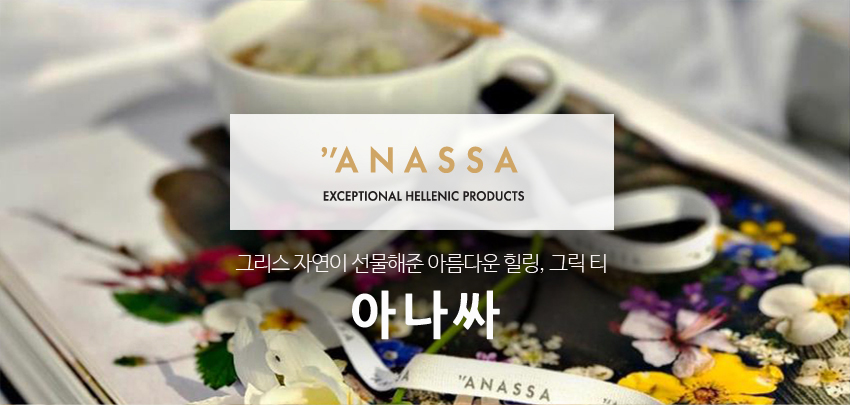 "ANASSA
EXCEPTIONAL HELLENIC PRODUCTS
그리스 자연이 선물해준 아름다운 힐링, 그릭 티
아나싸
"ANASSA